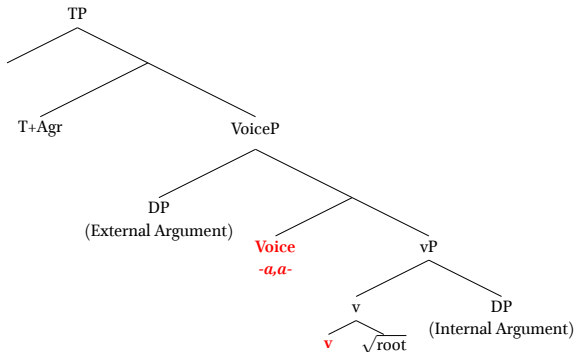 TP
T+Agr
VoiceP
DP
(External Argument)
Voice
-a,a-
vP
v
DP
(Internal Argument)
v
√root